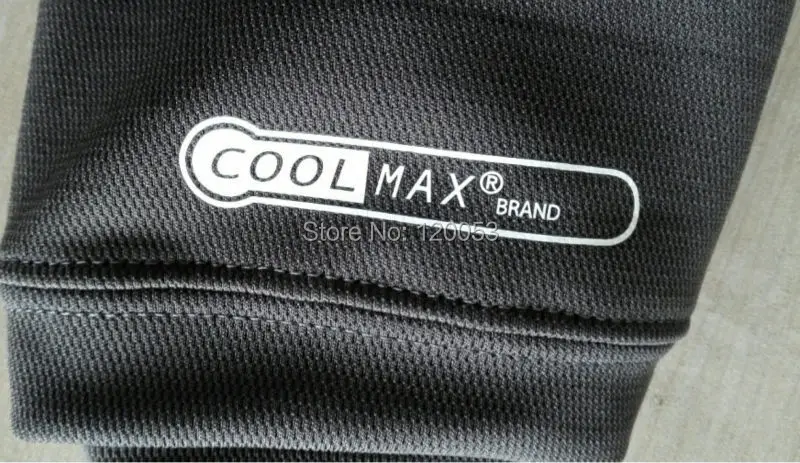 COOLMAX® BRAND
Store No: 120053